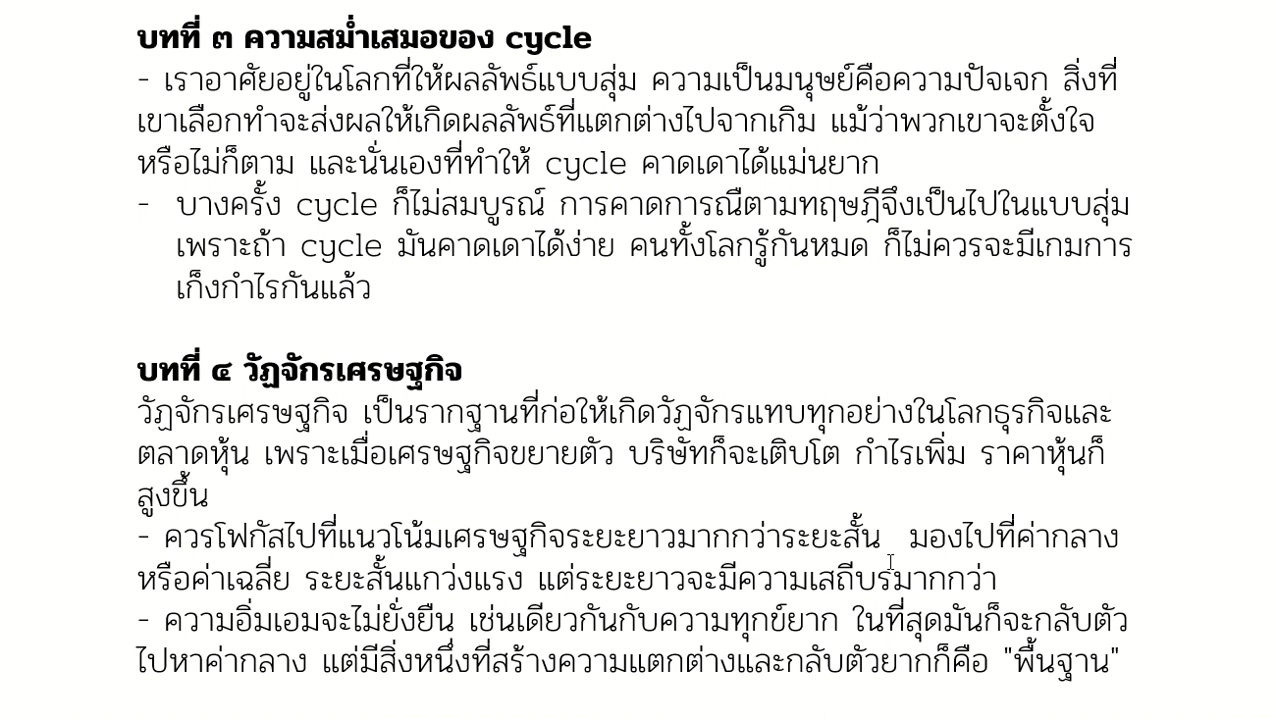 บทที่ ๓ ความสม่ำเสมอของ cycle
- เราอาศัยอยู่ในโลกที่ให้ผลลัพธ์แบบสุ่ม ความเป็นมนุษย์คือความปัจเจก สิ่งที่
เขาเลือกทำจะส่งผลให้เกิดผลลัพธ์ที่แตกต่างไปจากเกิม แม้ว่าพวกเขาจะตั้งใจ
หรือไม่ก็ตาม และนั่นเองที่ทำให้ cycle คาดเดาได้แม่นยาก
- บางครั้ง cycle ก็ไม่สมบูรณ์ การคาดการณืตามทฤษฎีจึงเป็นไปในแบบสุ่ม
เพราะถ้า cycle มันคาดเดาได้ง่าย คนทั้งโลกรู้กันหมด ก็ไม่ควรจะมีเกมการ
เก็งกำไรกันแล้ว
บทที่ ๔ วัฏจักรเศรษฐกิจ
วัฏจักรเศรษฐกิจ เป็นรากฐานที่ก่อให้เกิดวัฏจักรแทบทุกอย่างในโลกธุรกิจและ
ตลาดหุ้น เพราะเมื่อเศรษฐกิจขยายตัว บริษัทก็จะเติบโต กำไรเพิ่ม ราคาหุ้นก็
สูงขึ้น
- ควรโฟกัสไปที่แนวโน้มเศรษฐกิจระยะยาวมากกว่าระยะสั้น มองไปที่ค่ากลาง
หรือค่าเฉลี่ย ระยะสั้นแกว่งแรง แต่ระยะยาวจะมีความเสถีบรมากกว่า
- ความอิ่มเอมจะไม่ยั่งยืน เช่นเดียวกันกับความทุกข์ยาก ในที่สุดมันก็จะกลับตัว
ไปหาค่ากลาง แต่มีสิ่งหนึ่งที่สร้างความแตกต่างและกลับตัวยากก็คือ "พื้นฐาน"